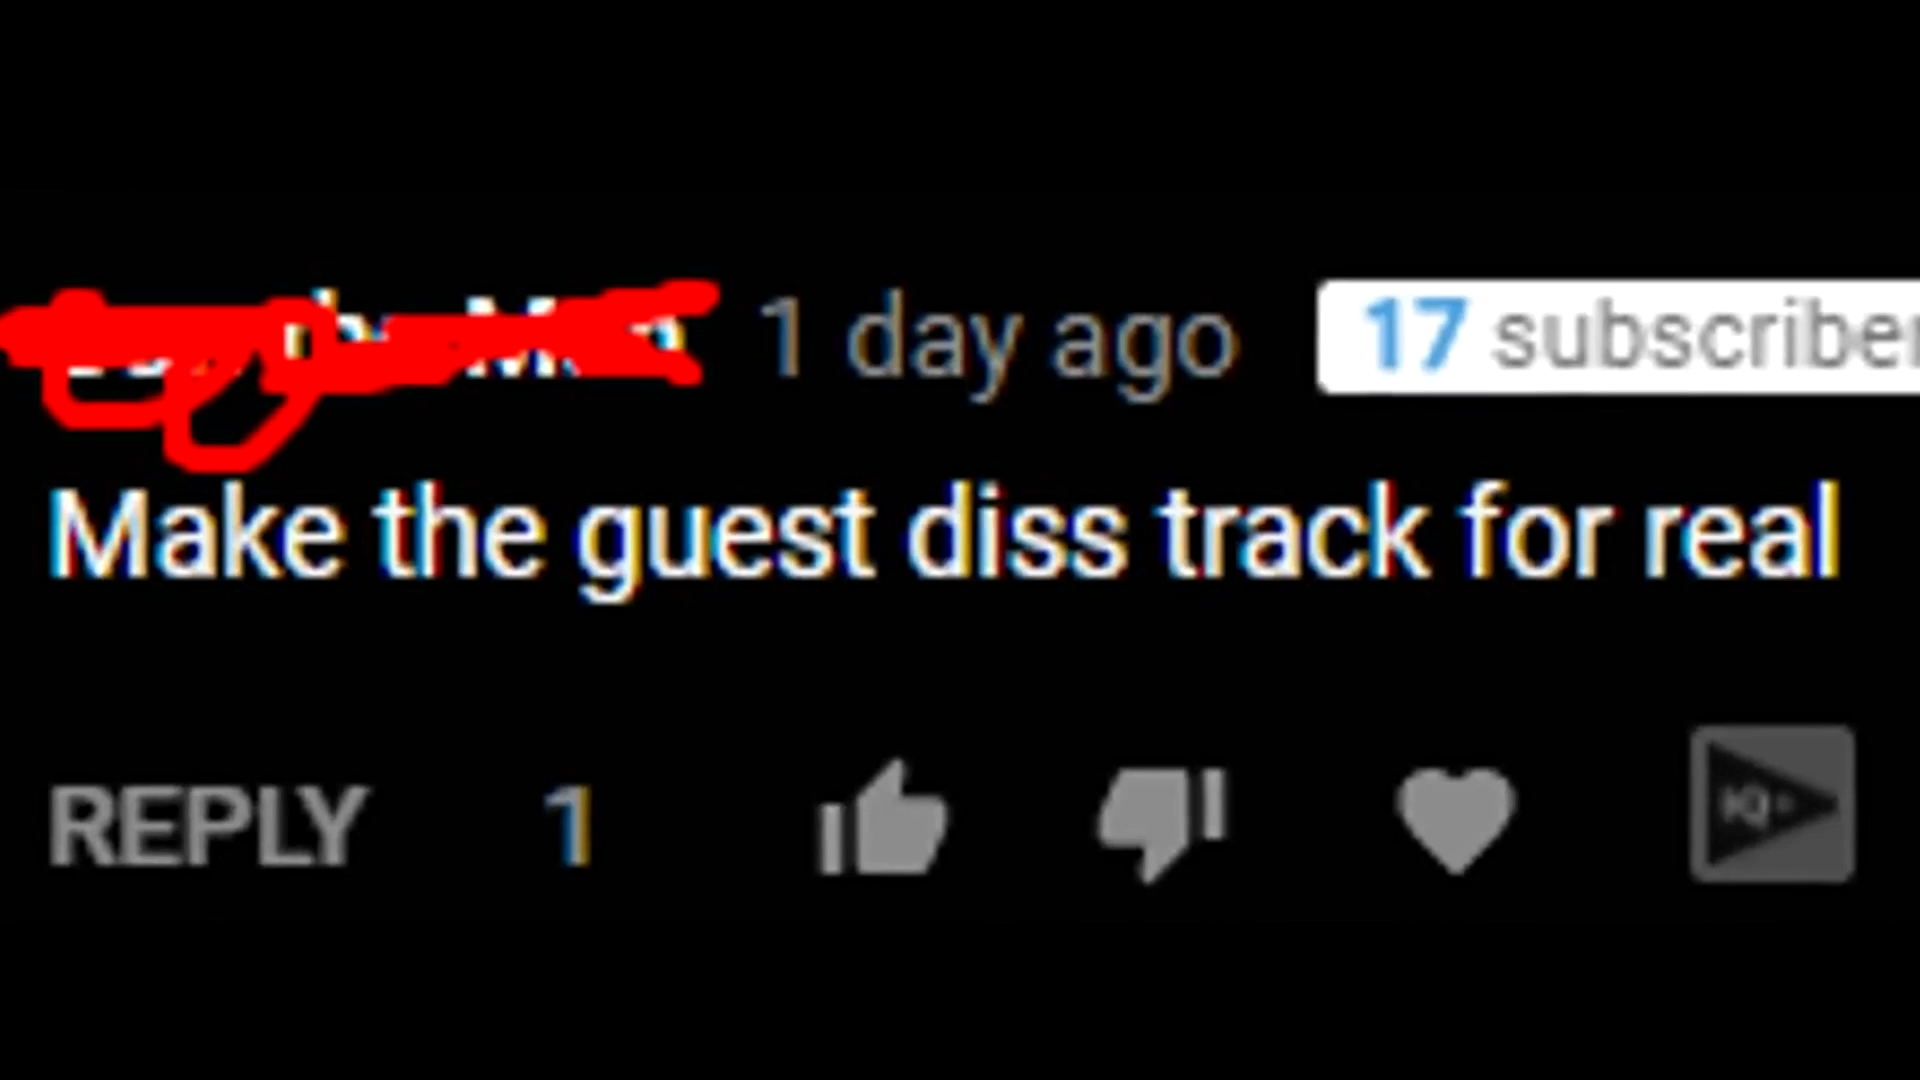 1 day ago 17 subscriber
Make the guest diss track for real
REPLY 1